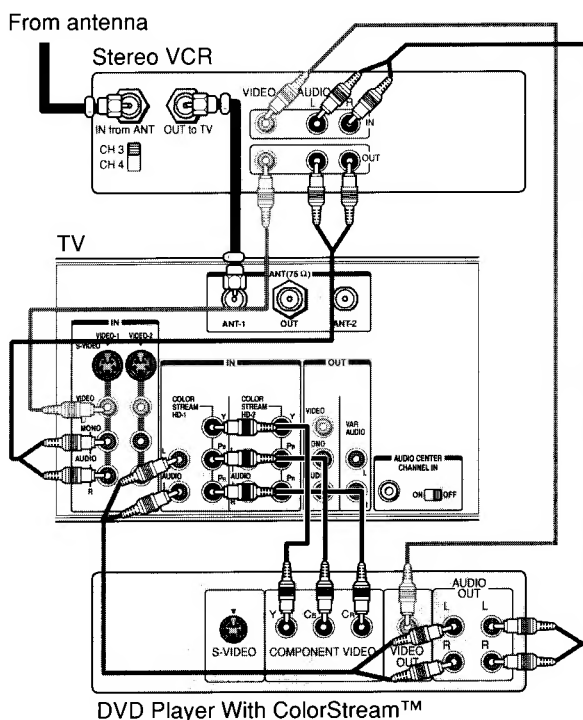 From antenna
Stereo VCR
VIDEO AUDIO
L R
IN from ANT OUT to TV
IN
CH 3
CH 4
OUT
TV
ANT(75 Ω)
ANT-1 OUT ANT-2
IN
VIDEO-1 VIDEO-2
S-VIDEO
IN
OUT
COLOR STREAM HD-1
COLOR STREAM HD-2
VIDEO
L/
MONO
AUDIO
R
Y
Y
PB
PB
PR
PR
L
AUDIO
AUDIO
R
VIDEO
VAR AUDIO
L
AUDIO CENTER
CHANNEL IN
ON OFF
AUDIO
OUT
L L
R R
Y CB CR
S-VIDEO
COMPONENT VIDEO
VIDEO
OUT
DVD Player With ColorStream™